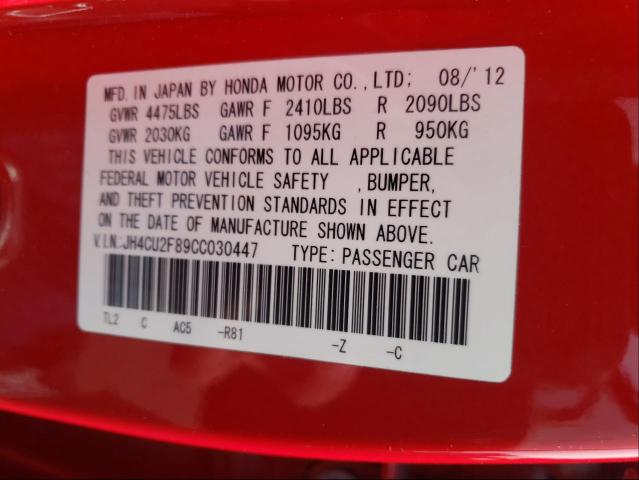 MFD. IN JAPAN BY HONDA MOTOR CO., LTD; 08/'12
GVWR 4475LBS GAWR F 2410LBS R 2090LBS
GVWR 2030KG GAWR F 1095KG R 950KG
THIS VEHICLE CONFORMS TO ALL APPLICABLE
FEDERAL MOTOR VEHICLE SAFETY ,BUMPER,
AND THEFT PREVENTION STANDARDS IN EFFECT
ON THE DATE OF MANUFACTURE SHOWN ABOVE.
V.I.N.:JH4CU2F89CC030447 TYPE: PASSENGER CAR
TL2 C AC5 -R81 -Z -C